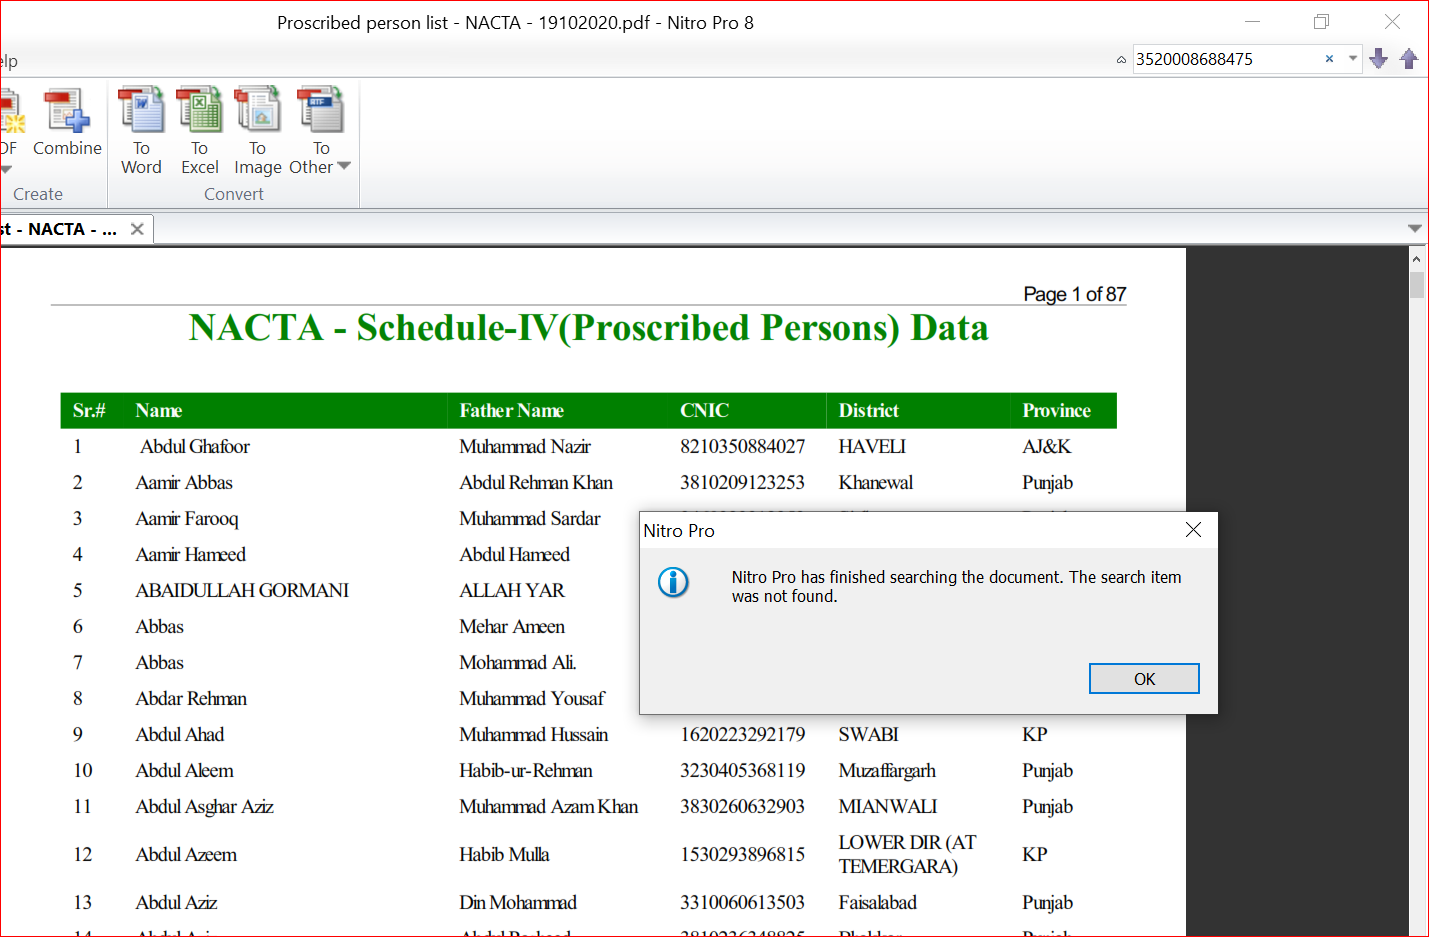 Proscribed person list - NACTA - 19102020.pdf - Nitro Pro 8
elp
3520008688475
DF
Combine
To Word
To Excel
To Image
To Other
Create
Convert
st - NACTA - ...
Page 1 of 87
NACTA - Schedule-IV(Proscribed Persons) Data
Sr.# Name Father Name CNIC District Province
1 Abdul Ghafoor Muhammad Nazir 8210350884027 HAVELI AJ&K
2 Aamir Abbas Abdul Rehman Khan 3810209123253 Khanewal Punjab
3 Aamir Farooq Muhammad Sardar
4 Aamir Hameed Abdul Hameed
5 ABAIDULLAH GORMANI ALLAH YAR
6 Abbas Mehar Ameen
7 Abbas Mohammad Ali.
8 Abdar Rehman Muhammad Yousaf
Nitro Pro
Nitro Pro has finished searching the document. The search item
was not found.
OK
9 Abdul Ahad Muhammad Hussain 1620223292179 SWABI KP
10 Abdul Aleem Habib-ur-Rehman 3230405368119 Muzaffargarh Punjab
11 Abdul Asghar Aziz Muhammad Azam Khan 3830260632903 MIANWALI Punjab
12 Abdul Azeem Habib Mulla 1530293896815 LOWER DIR (AT TEMERGARA) KP
13 Abdul Aziz Din Mohammad 3310060613503 Faisalabad Punjab